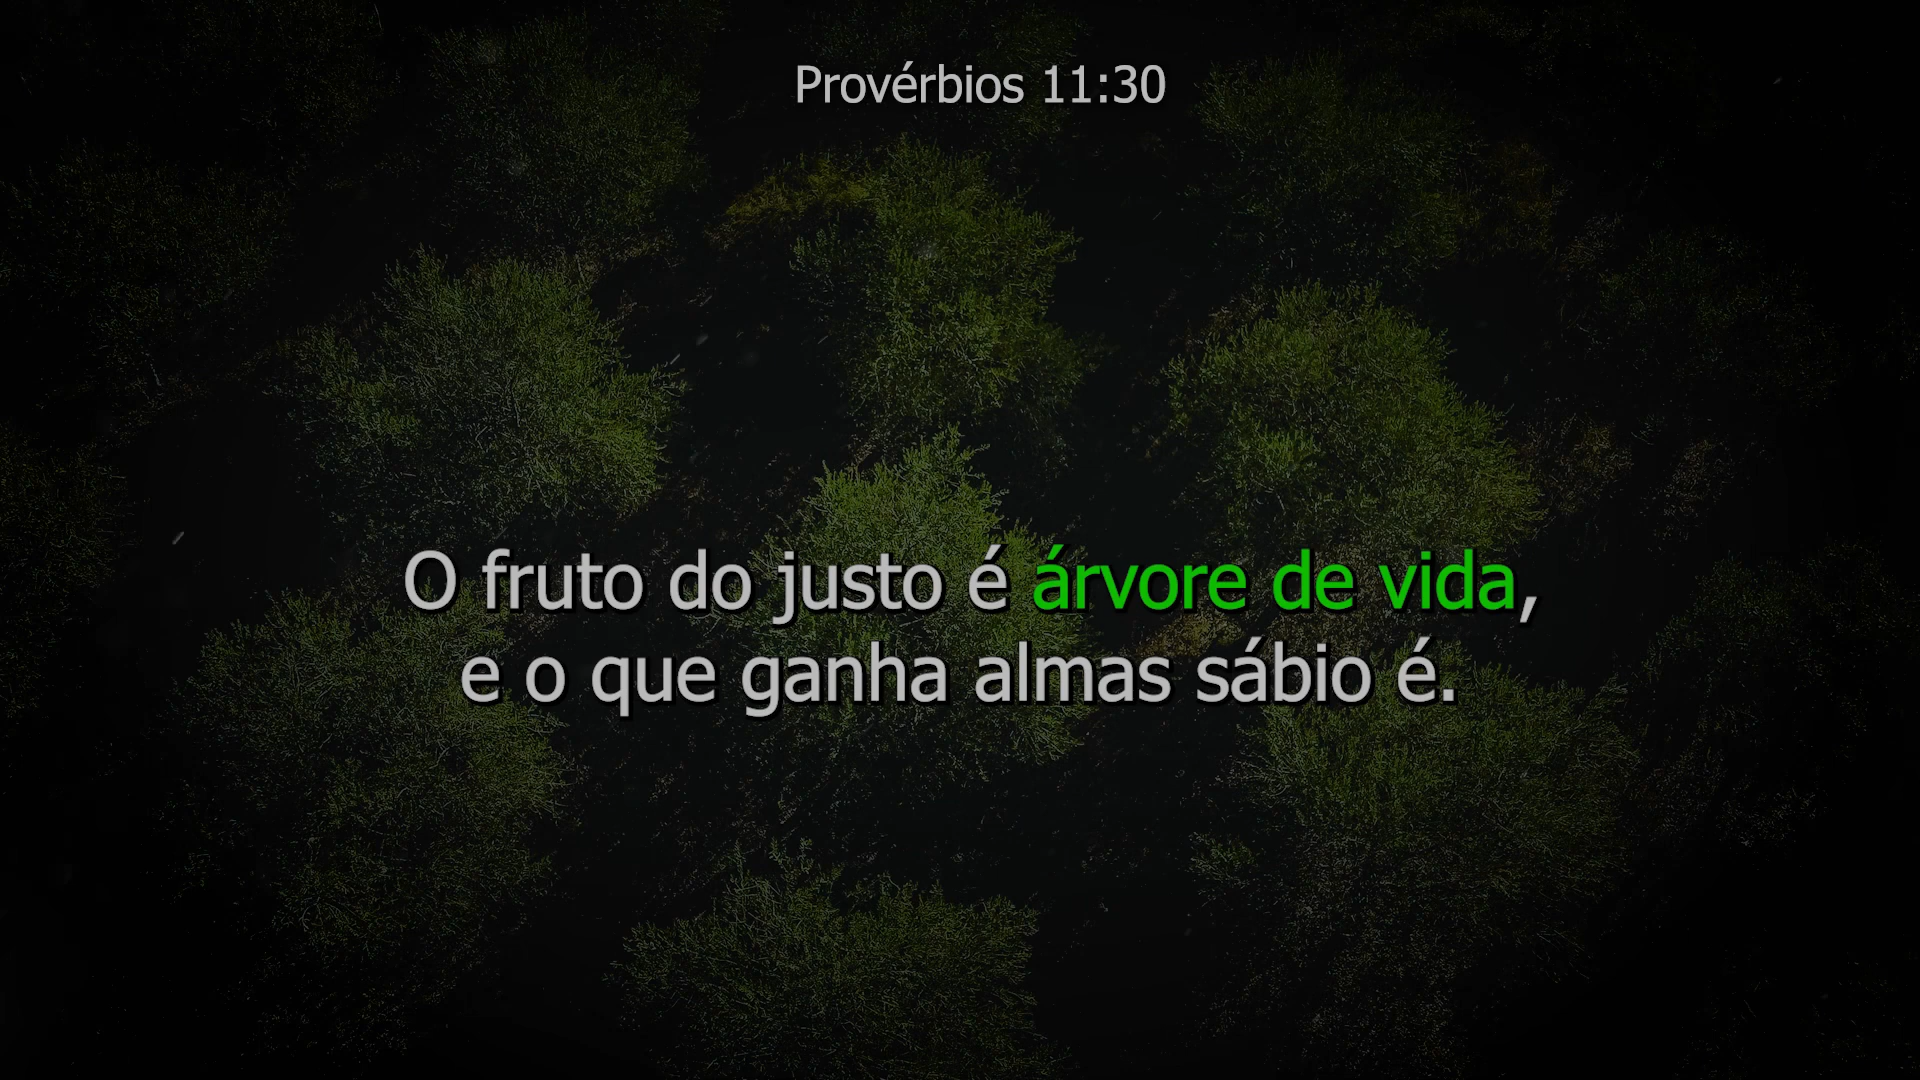 Provérbios 11:30
O fruto do justo é árvore de vida,
e o que ganha almas sábio é.